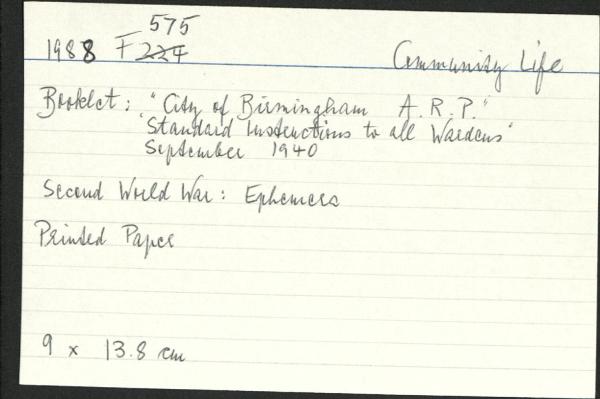 575
1988 F 224 Community Life
Booklet: "City of Birmingham A.R.P."
'Standard Instructions to all Wardens'
September 1940
Second World War: Ephemera
Printed Paper
9 x 13.8 cm